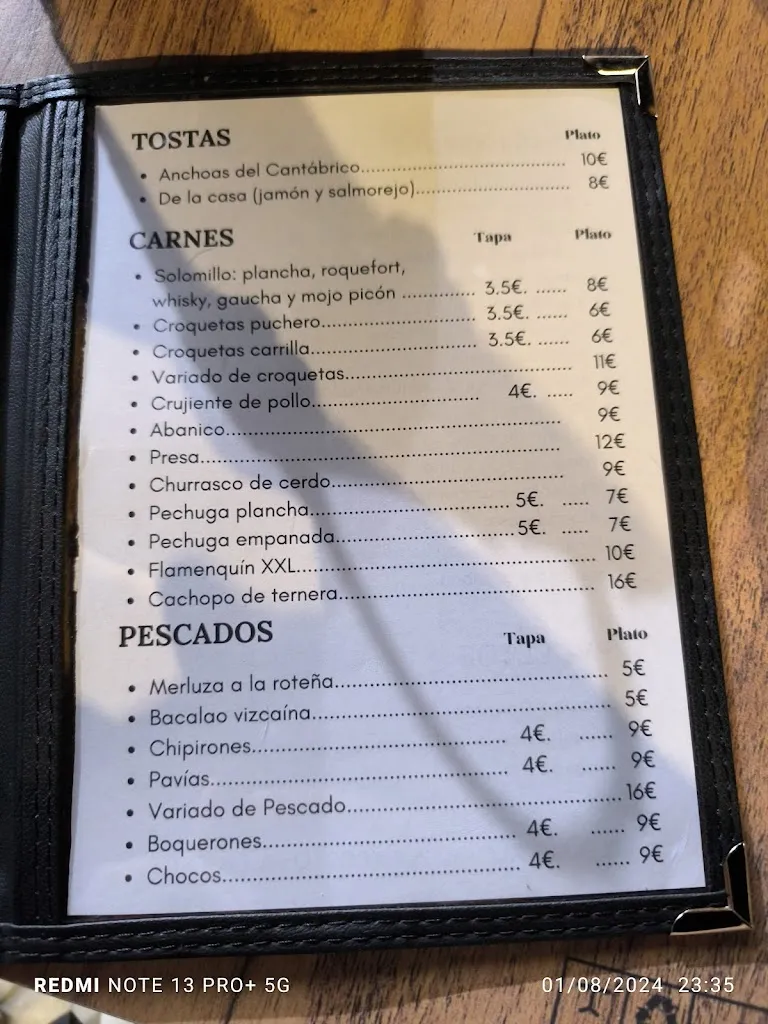 TOSTAS Plato
• Anchoas del Cantábrico.......... 10€
• De la casa (jamón y salmorejo).......... 8€
CARNES Tapa Plato
• Solomillo: plancha, roquefort,
whisky, gaucha y mojo picón .......... 3.5€. ...... 8€
• Croquetas puchero.......... 3.5€. ...... 6€
• Croquetas carrilla.......... 3.5€. ...... 6€
• Variado de croquetas.......... 11€
• Crujiente de pollo.......... 4€. ..... 9€
• Abanico.......... 9€
• Presa.......... 12€
• Churrasco de cerdo.......... 9€
• Pechuga plancha.......... 5€. ..... 7€
• Pechuga empanada.......... 5€. ..... 7€
• Flamenquín XXL.......... 10€
• Cachopo de ternera.......... 16€
PESCADOS Tapa Plato
• Merluza a la roteña.......... 5€
• Bacalao vizcaína.......... 5€
• Chipirones.......... 4€. ...... 9€
• Pavías.......... 4€. ...... 9€
• Variado de Pescado.......... 16€
• Boquerones.......... 4€. ...... 9€
• Chocos.......... 4€. ...... 9€
REDMI NOTE 13 PRO+ 5G 01/08/2024 23:35